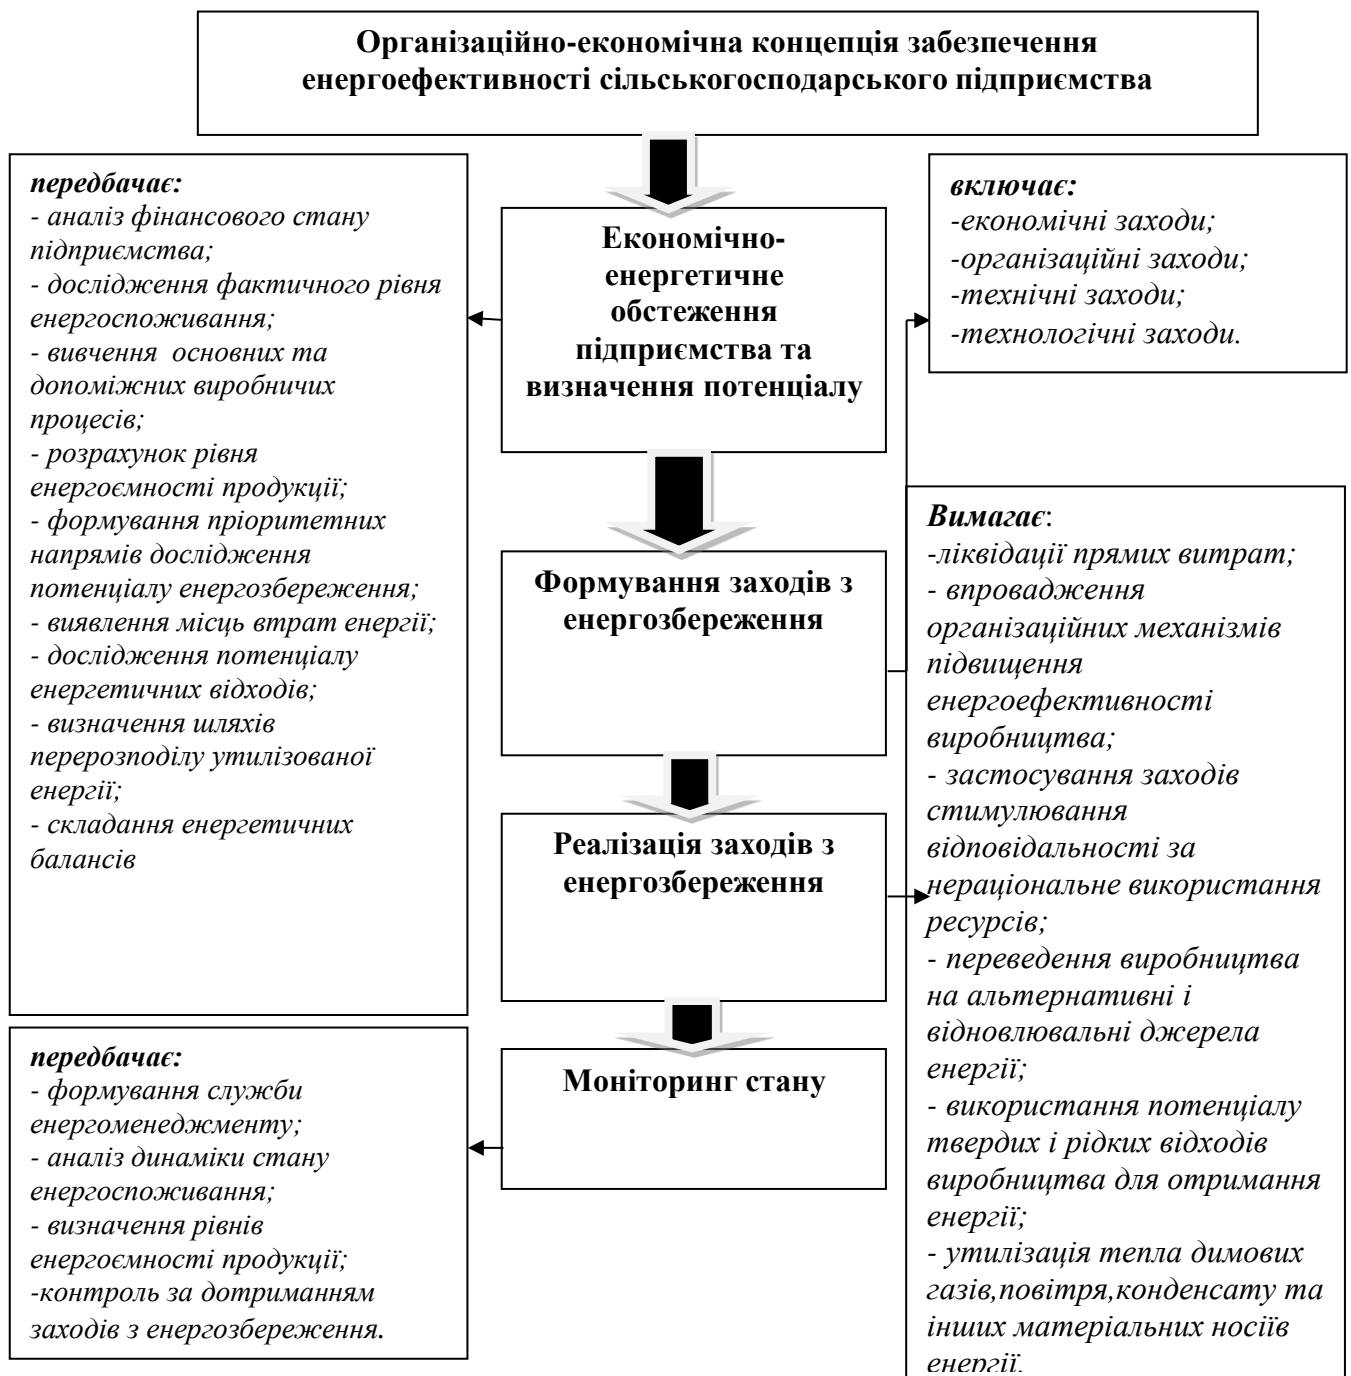 Організаційно-економічна концепція забезпечення
енергоефективності сільськогосподарського підприємства
передбачає:
- аналіз фінансового стану
підприємства;
- дослідження фактичного рівня
енергоспоживання;
- вивчення основних та
допоміжних виробничих
процесів;
- розрахунок рівня
енергоємності продукції;
- формування пріоритетних
напрямів дослідження
потенціалу енергозбереження;
- виявлення місць втрат енергії;
- дослідження потенціалу
енергетичних відходів;
- визначення шляхів
перерозподілу утилізованої
енергії;
- складання енергетичних
балансів
Економічно-
енергетичне
обстеження
підприємства та
визначення потенціалу
включає:
-економічні заходи;
-організаційні заходи;
-технічні заходи;
-технологічні заходи.
Формування заходів з
енергозбереження
Реалізація заходів з
енергозбереження
Вимагає:
-ліквідації прямих витрат;
- впровадження
організаційних механізмів
підвищення
енергоефективності
виробництва;
- застосування заходів
стимулювання
відповідальності за
нераціональне використання
ресурсів;
- переведення виробництва
на альтернативні і
відновлювальні джерела
енергії;
- використання потенціалу
твердих і рідких відходів
виробництва для отримання
енергії;
- утилізація тепла димових
газів,повітря,конденсату та
інших матеріальних носіїв
енергії.
Моніторинг стану
передбачає:
- формування служби
енергоменеджменту;
- аналіз динаміки стану
енергоспоживання;
- визначення рівнів
енергоємності продукції;
-контроль за дотриманням
заходів з енергозбереження.